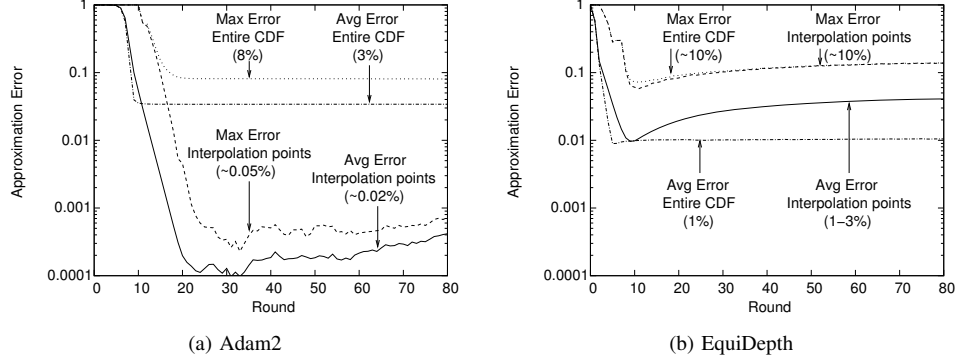 Approximation Error
1
0.1
0.01
0.001
0.0001
Max Error
Entire CDF
(8%)
Avg Error
Entire CDF
(3%)
Max Error
Interpolation points
(~0.05%)
Avg Error
Interpolation points
(~0.02%)
0 10 20 30 40 50 60 70 80
Round
(a) Adam2
Approximation Error
1
0.1
0.01
0.001
0.0001
Max Error
Entire CDF
(~10%)
Max Error
Interpolation points
(~10%)
Avg Error
Entire CDF
(1%)
Avg Error
Interpolation points
(1–3%)
0 10 20 30 40 50 60 70 80
Round
(b) EquiDepth